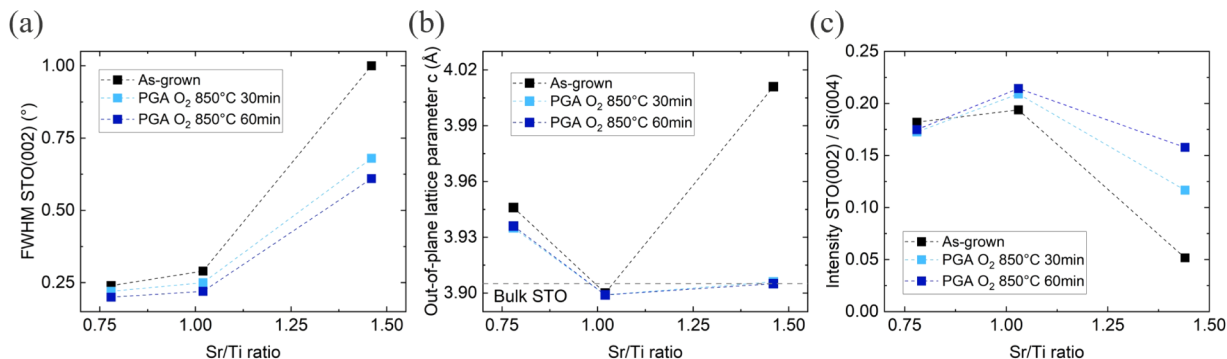 (a)
1.00
0.75
0.50
0.25
FWHM STO(002) (°)
As-grown
PGA O₂ 850°C 30min
PGA O₂ 850°C 60min
0.75 1.00 1.25 1.50
Sr/Ti ratio
(b)
4.02
3.99
3.96
3.93
3.90
Out-of-plane lattice parameter c (Å)
As-grown
PGA O₂ 850°C 30min
PGA O₂ 850°C 60min
Bulk STO
0.75 1.00 1.25 1.50
Sr/Ti ratio
(c)
0.25
0.20
0.15
0.10
0.05
0.00
Intensity STO(002) / Si(004)
As-grown
PGA O₂ 850°C 30min
PGA O₂ 850°C 60min
0.75 1.00 1.25 1.50
Sr/Ti ratio